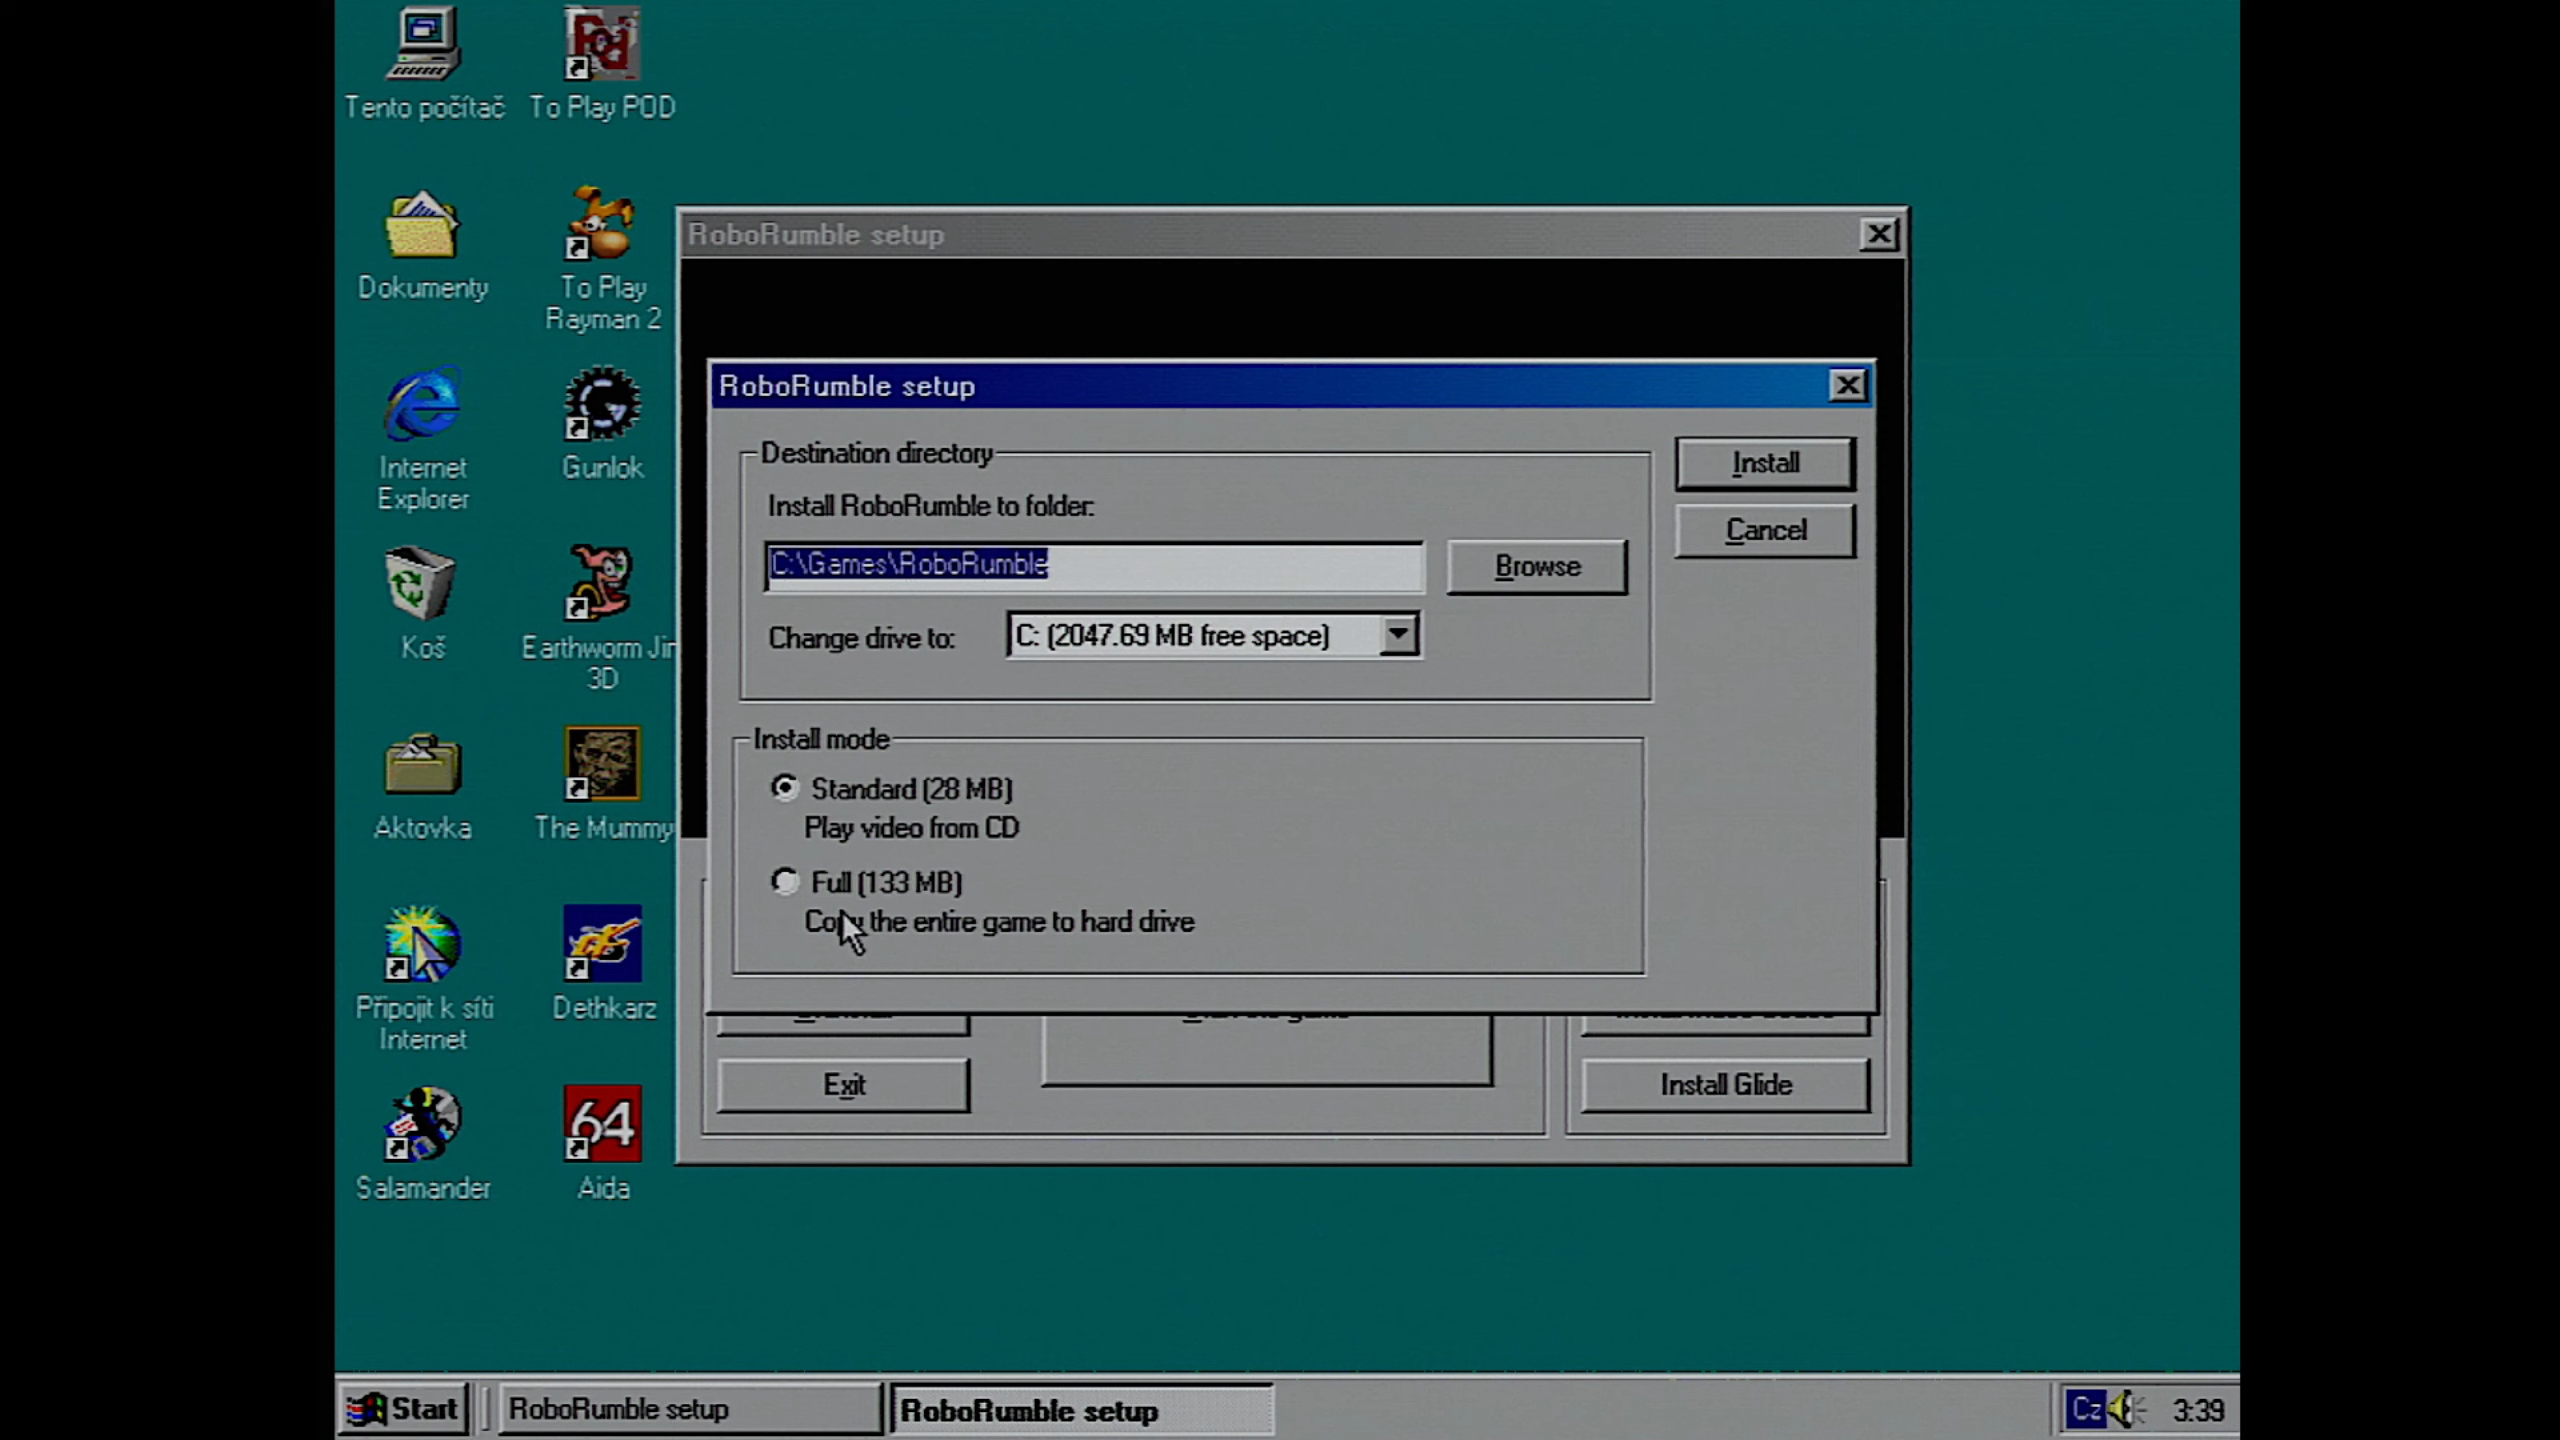 Tento počítač
To Play POD
Dokumenty
To Play
Rayman 2
Internet
Explorer
Gunlok
Koš
Earthworm Jim
3D
Aktovka
The Mummy
Připojit k síti
Internet
Dethkarz
Salamander
64
Aida
RoboRumble setup
RoboRumble setup
Destination directory
Install RoboRumble to folder:
C:\Games\RoboRumble
Browse
Change drive to:
C: (2047.69 MB free space)
Install
Cancel
Install mode
Standard (28 MB)
Play video from CD
Full (133 MB)
Copy the entire game to hard drive
Exit
Install Glide
Start
RoboRumble setup
RoboRumble setup
Cz
3:39